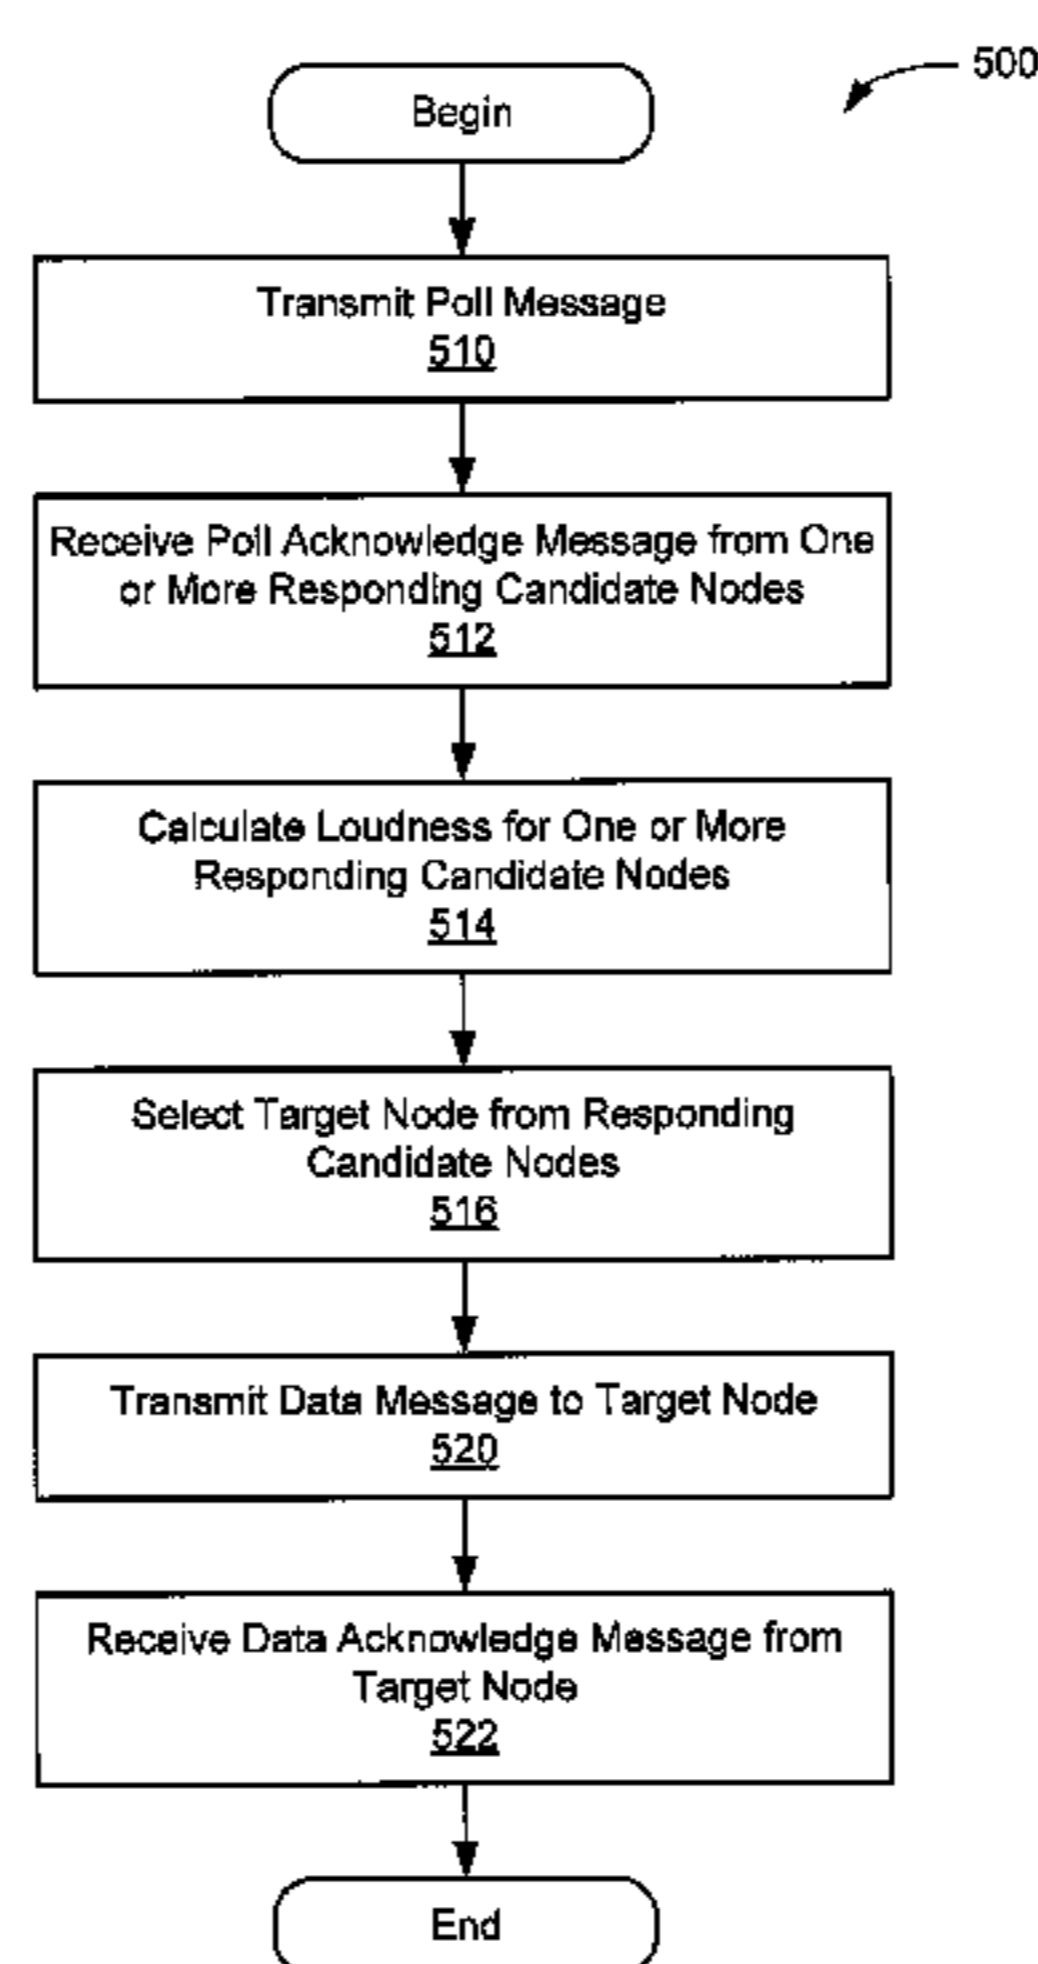 500
Begin
Transmit Poll Message
510
Receive Poll Acknowledge Message from One
or More Responding Candidate Nodes
512
Calculate Loudness for One or More
Responding Candidate Nodes
514
Select Target Node from Responding
Candidate Nodes
516
Transmit Data Message to Target Node
520
Receive Data Acknowledge Message from
Target Node
522
End